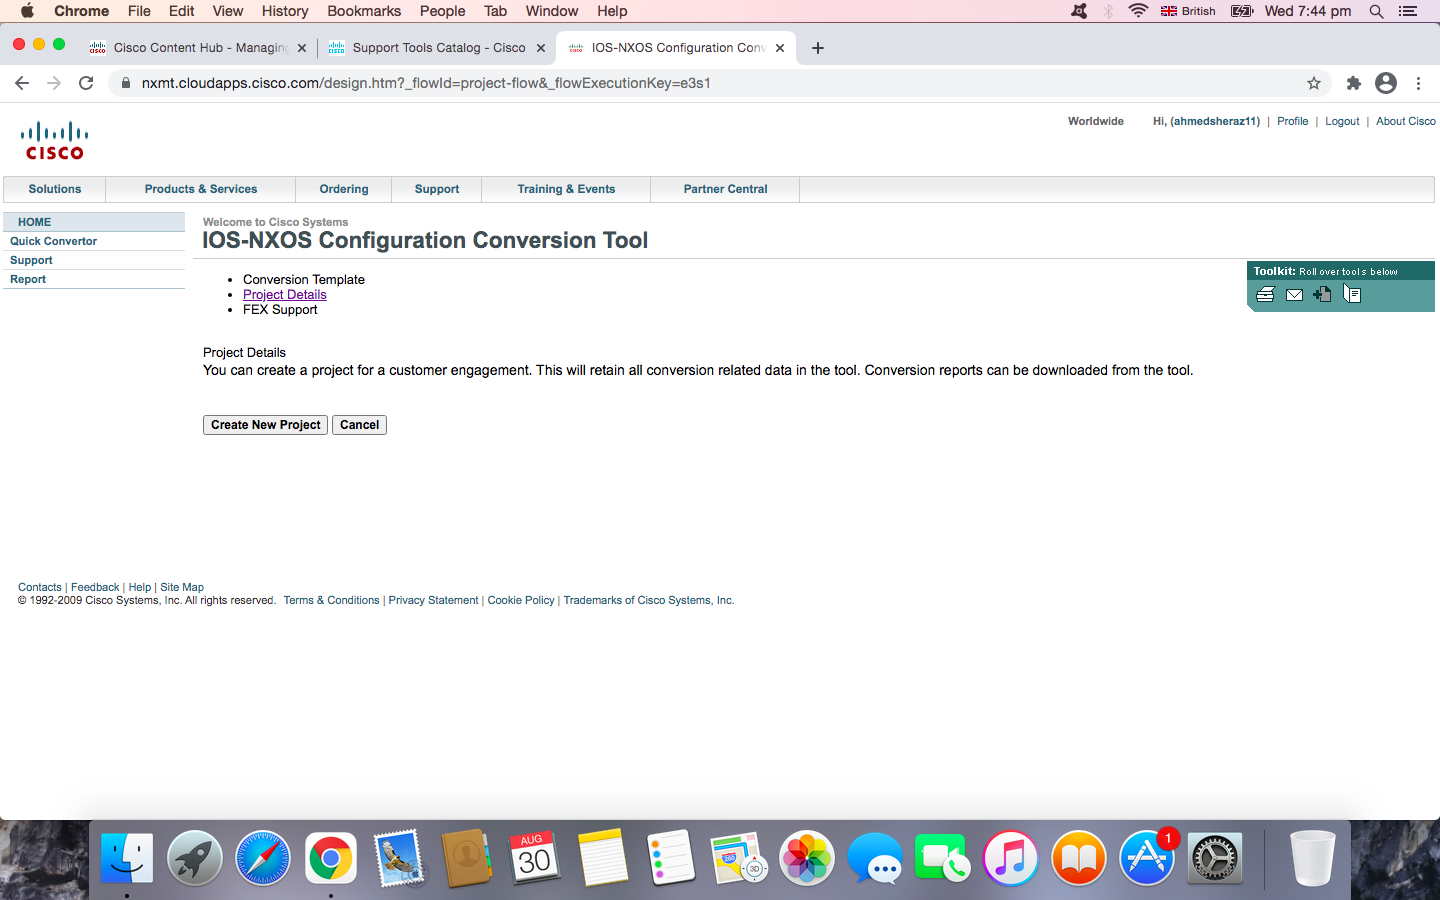 Chrome File Edit View History Bookmarks People Tab Window Help British Wed 7:44 pm
Cisco Content Hub - Managing Support Tools Catalog - Cisco IOS-NXOS Configuration Conv
nxmt.cloudapps.cisco.com/design.htm?_flowId=project-flow&_flowExecutionKey=e3s1
CISCO
Worldwide Hi, (ahmedsheraz11) | Profile | Logout | About Cisco
Solutions Products & Services Ordering Support Training & Events Partner Central
HOME
Quick Convertor
Support
Report
Welcome to Cisco Systems
IOS-NXOS Configuration Conversion Tool
Toolkit: Roll over tools below
• Conversion Template
• Project Details
• FEX Support
Project Details
You can create a project for a customer engagement. This will retain all conversion related data in the tool. Conversion reports can be downloaded from the tool.
Create New Project Cancel
Contacts | Feedback | Help | Site Map
© 1992-2009 Cisco Systems, Inc. All rights reserved. Terms & Conditions | Privacy Statement | Cookie Policy | Trademarks of Cisco Systems, Inc.
AUG
30
280
3D
1